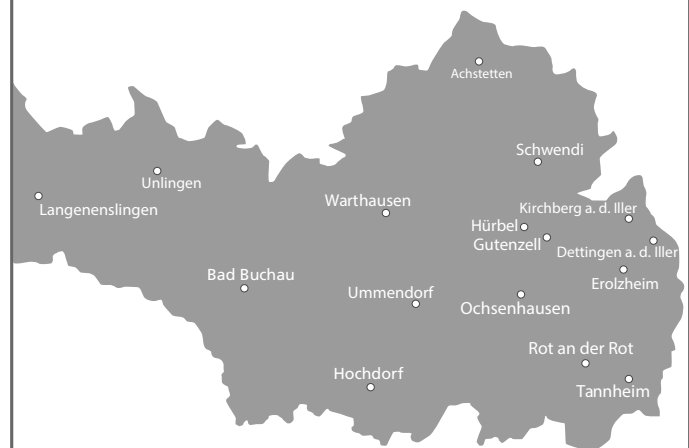 Achstetten
Schwendi
Unlingen
Langenenslingen
Warthausen
Kirchberg a. d. Iller
Hürbel
Gutenzell
Dettingen a. d. Iller
Bad Buchau
Erolzheim
Ummendorf
Ochsenhausen
Rot an der Rot
Hochdorf
Tannheim